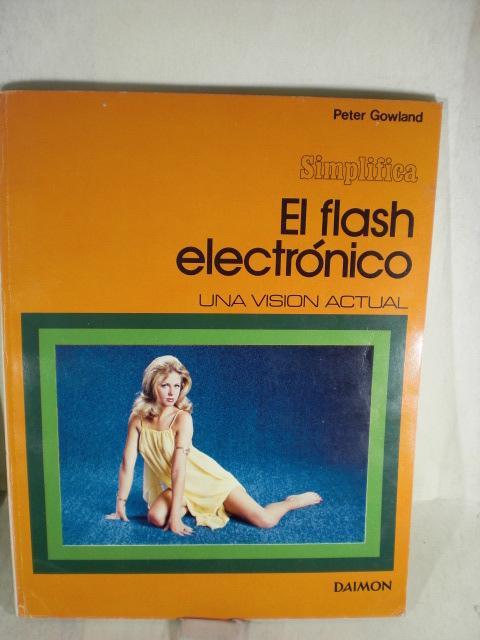 Peter Gowland
Simplifica
El flash
electrónico
UNA VISION ACTUAL
DAIMON